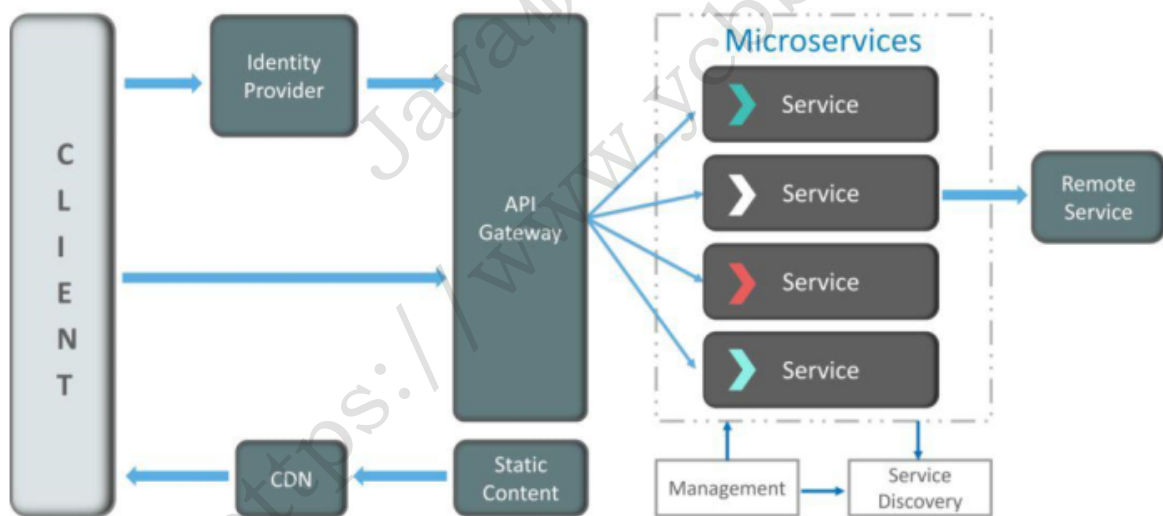 Microservices
Identity
Provider
Service
C
L
I
E
N
T
API
Gateway
Service
Remote
Service
Service
Service
CDN
Static
Content
Management
Service
Discovery